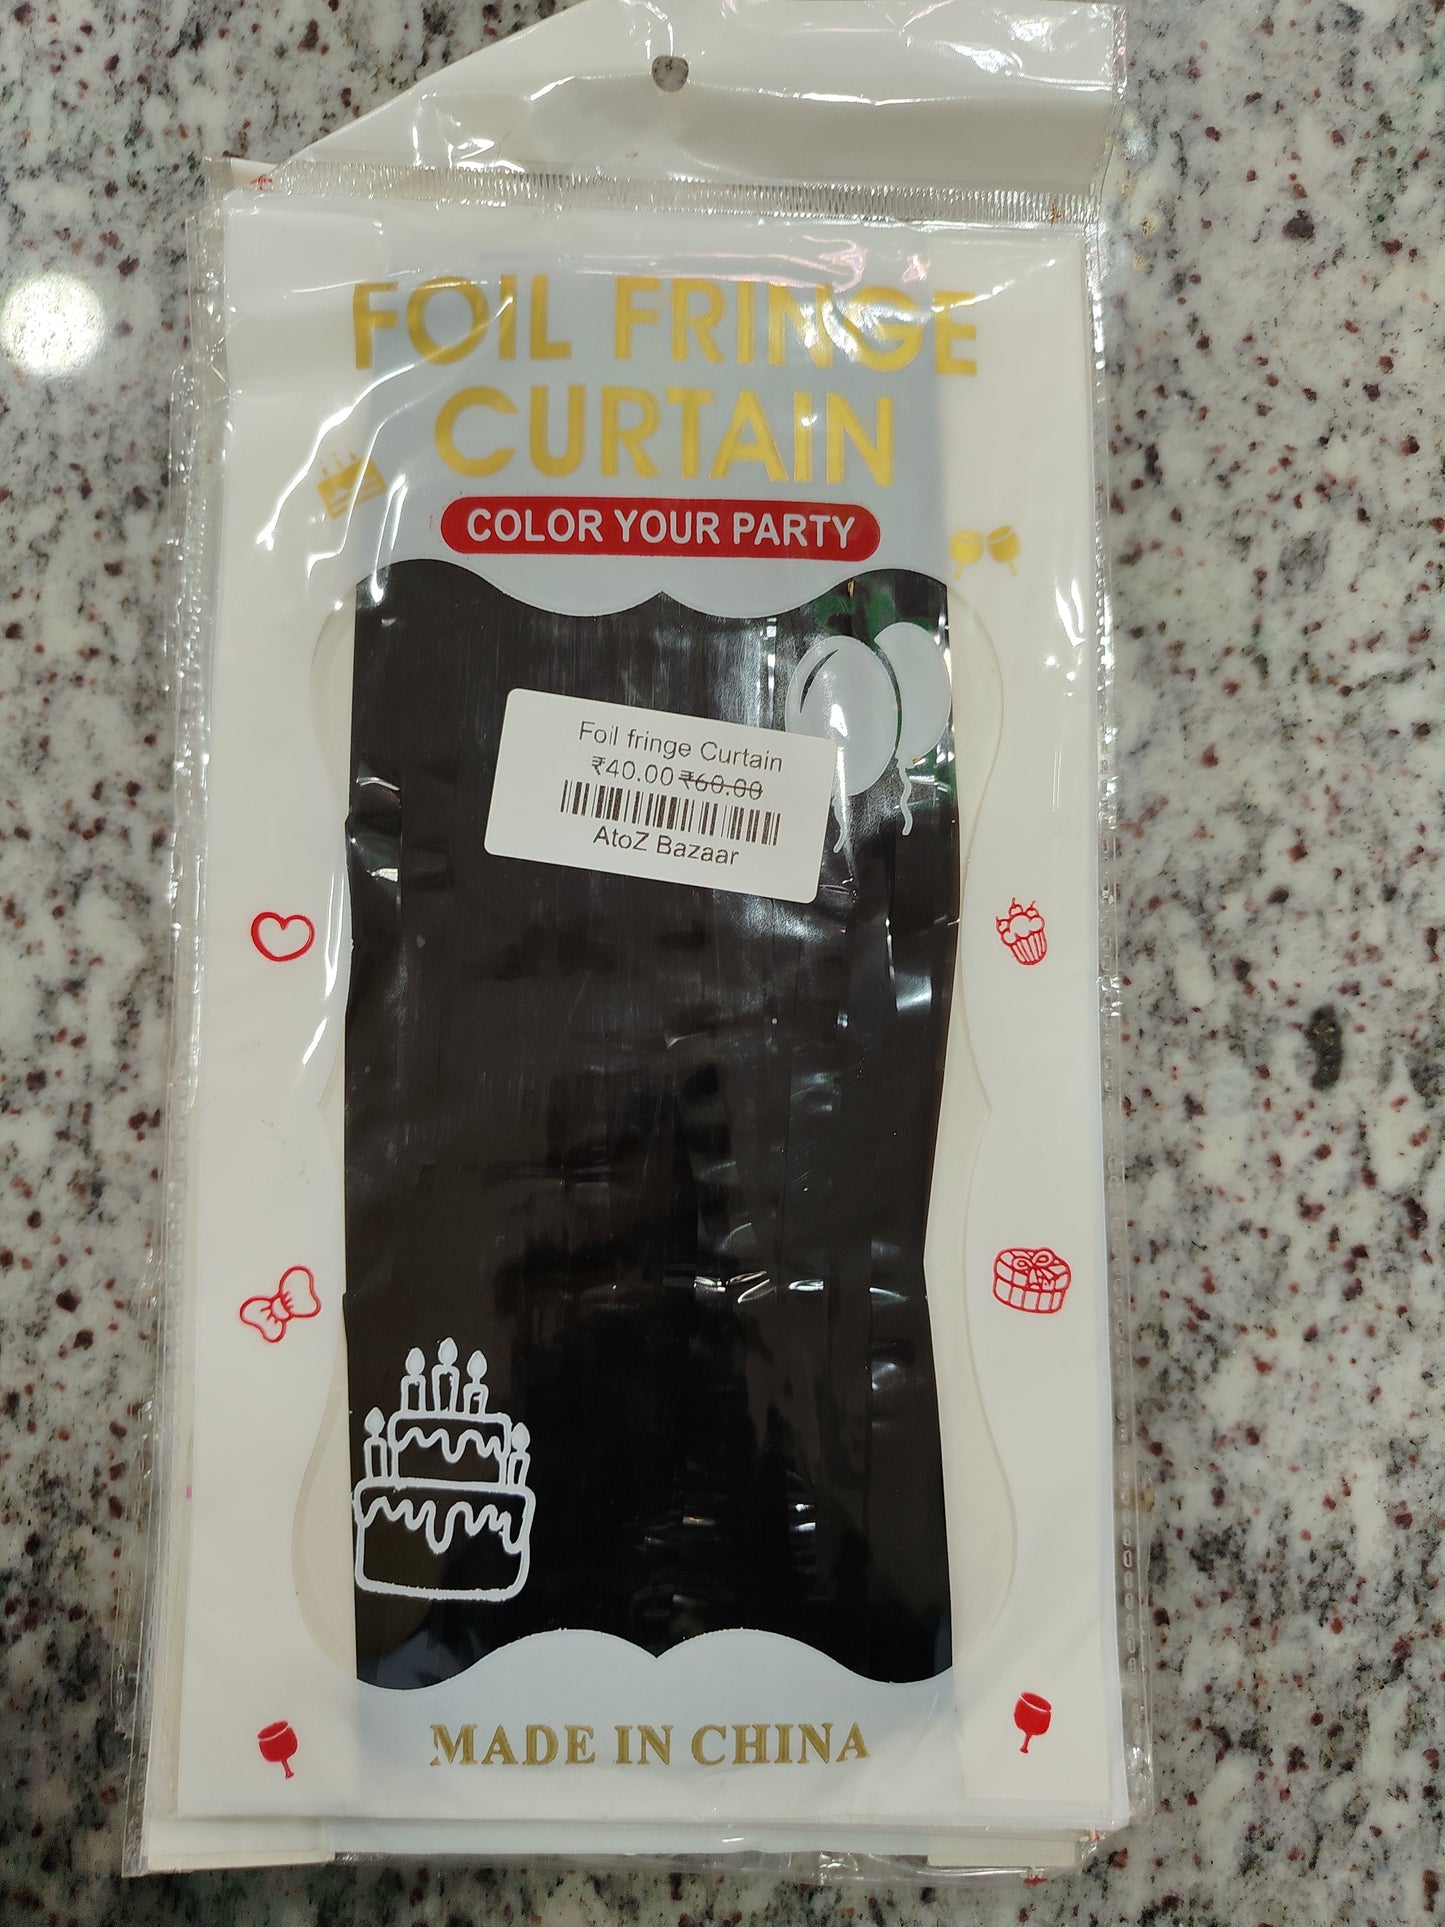 FOIL FRINGE
CURTAIN
COLOR YOUR PARTY
Foil fringe Curtain
₹40.00 ₹60.00
AtoZ Bazaar
MADE IN CHINA